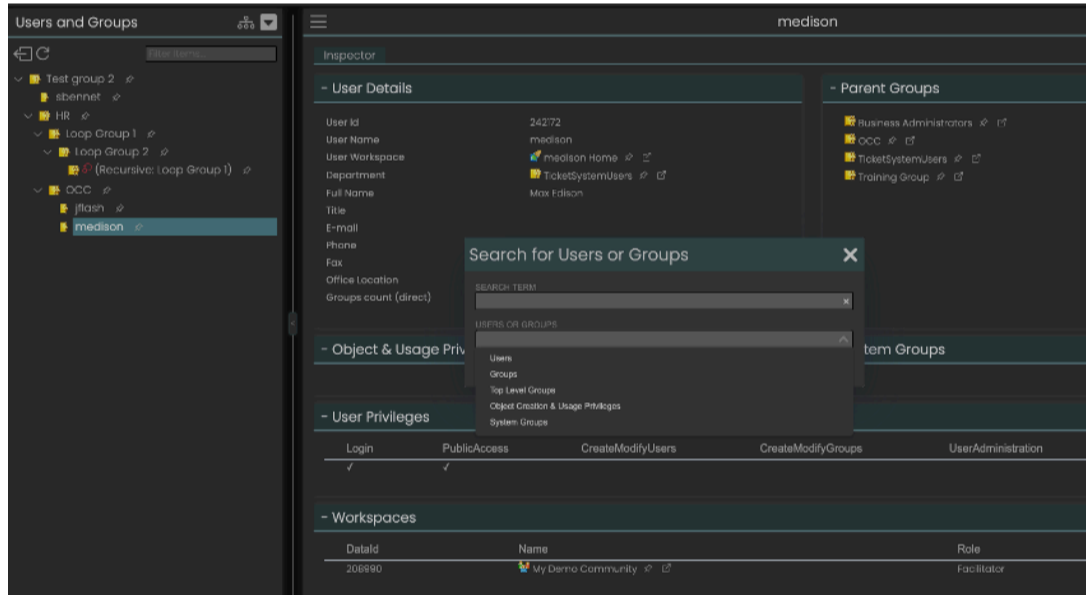 Users and Groups
Filter items...
Test group 2
sbennet
HR
Loop Group 1
Loop Group 2
(Recursive: Loop Group 1)
OCC
jflash
medison
medison
Inspector
- User Details
User Id 242172
User Name medison
User Workspace medison Home
Department TicketSystemUsers
Full Name Max Edison
Title
E-mail
Phone
Fax
Office Location
Groups count (direct)
- Parent Groups
Business Administrators
OCC
TicketSystemUsers
Training Group
Search for Users or Groups
SEARCH TERM
USERS OR GROUPS
Users
Groups
Top Level Groups
Object Creation & Usage Privileges
System Groups
- Object & Usage Priv
tem Groups
- User Privileges
Login PublicAccess CreateModifyUsers CreateModifyGroups UserAdministration
✓ ✓
- Workspaces
DataId Name Role
208990 My Demo Community Facilitator